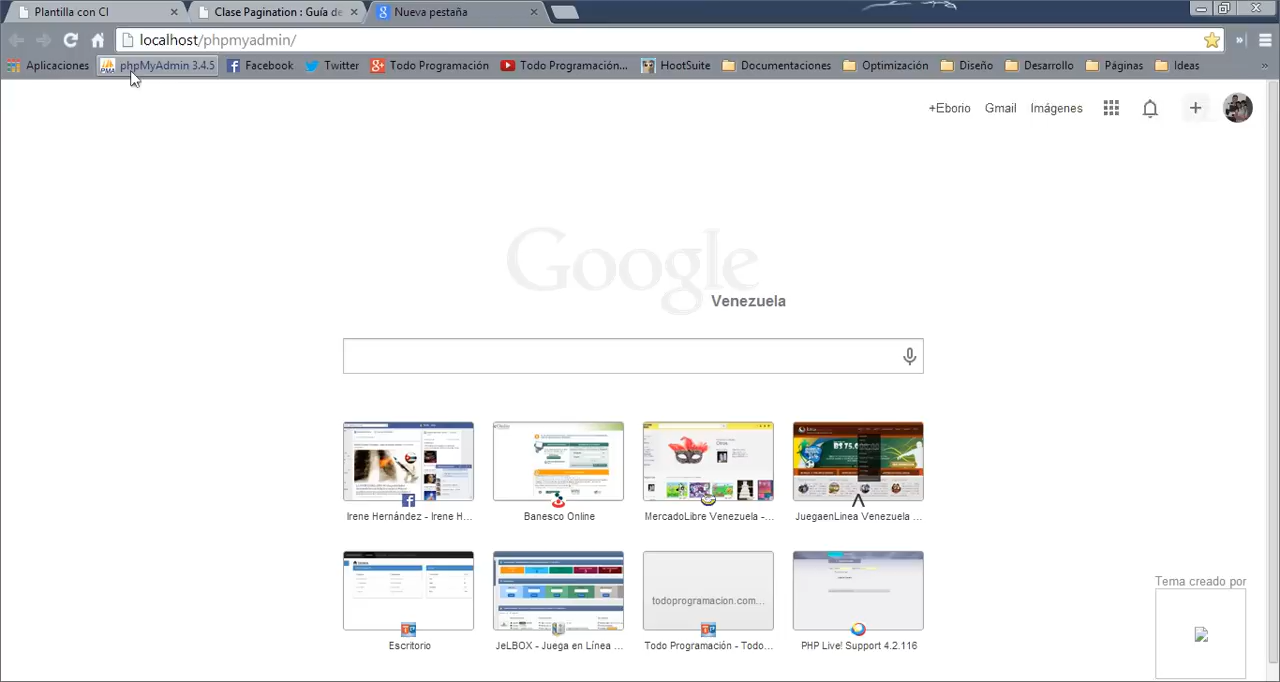 Plantilla con CI
Clase Pagination : Guía de
Nueva pestaña
localhost/phpmyadmin/
Aplicaciones
phpMyAdmin 3.4.5
Facebook
Twitter
Todo Programación
Todo Programación...
HootSuite
Documentaciones
Optimización
Diseño
Desarrollo
Páginas
Ideas
+Eborio
Gmail
Imágenes
Google
Venezuela
Irene Hernández - Irene H...
Banesco Online
MercadoLibre Venezuela -...
JuegaenLinea Venezuela ...
todoprogramacion.com...
Escritorio
JeLBOX - Juega en Línea ...
Todo Programación - Todo...
PHP Live! Support 4.2.116
Tema creado por